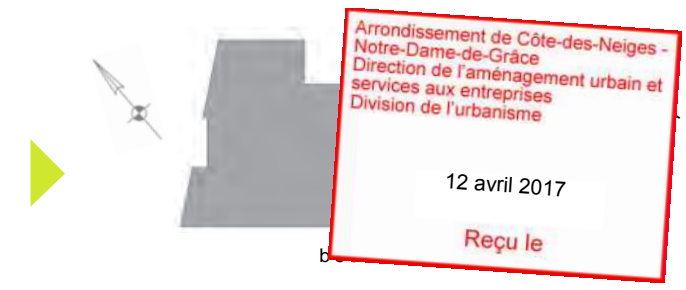 Arrondissement de Côte-des-Neiges -
Notre-Dame-de-Grâce
Direction de l'aménagement urbain et
services aux entreprises
Division de l'urbanisme
12 avril 2017
Reçu le